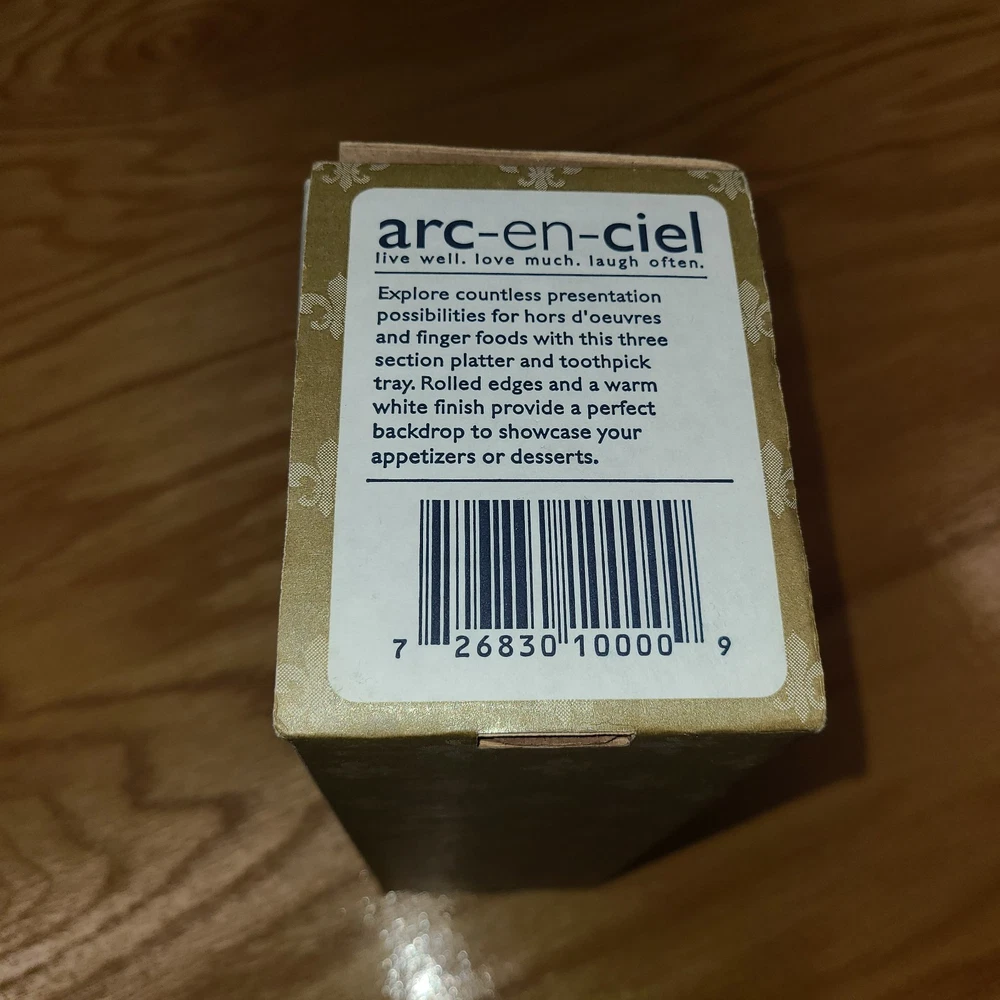 arc-en-ciel
live well. love much. laugh often.
Explore countless presentation
possibilities for hors d'oeuvres
and finger foods with this three
section platter and toothpick
tray. Rolled edges and a warm
white finish provide a perfect
backdrop to showcase your
appetizers or desserts.
7 26830 10000 9